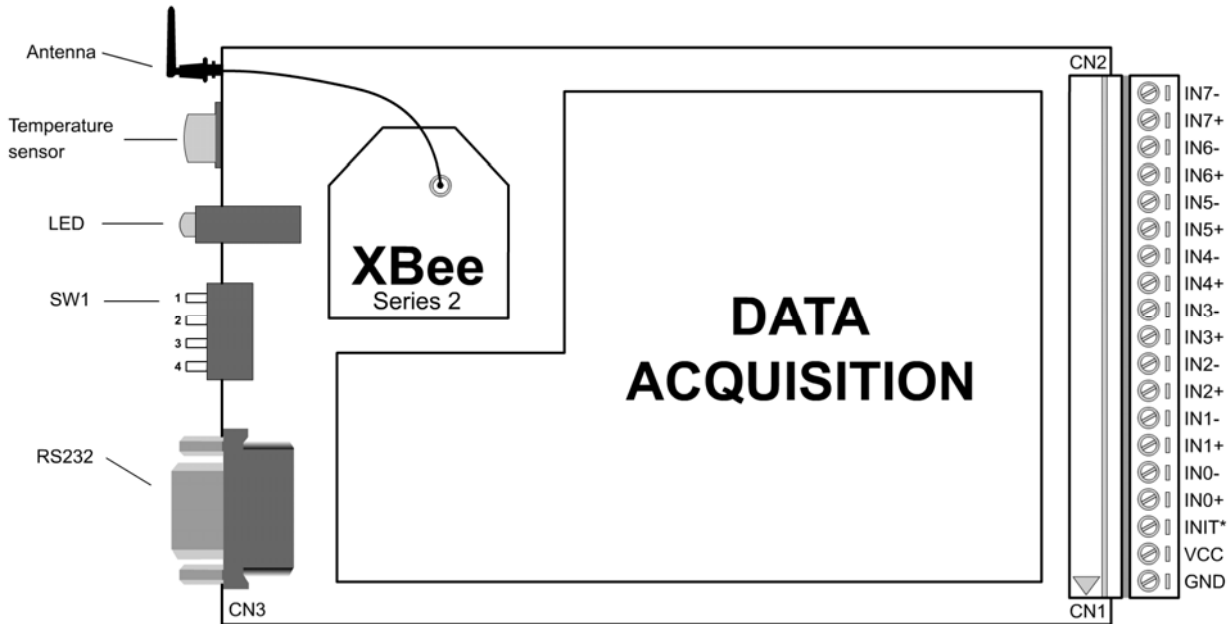 Antenna
Temperature
sensor
LED
SW1
1
2
3
4
RS232
CN3
XBee
Series 2
DATA
ACQUISITION
CN2
IN7-
IN7+
IN6-
IN6+
IN5-
IN5+
IN4-
IN4+
IN3-
IN3+
IN2-
IN2+
IN1-
IN1+
IN0-
IN0+
INIT*
VCC
GND
CN1